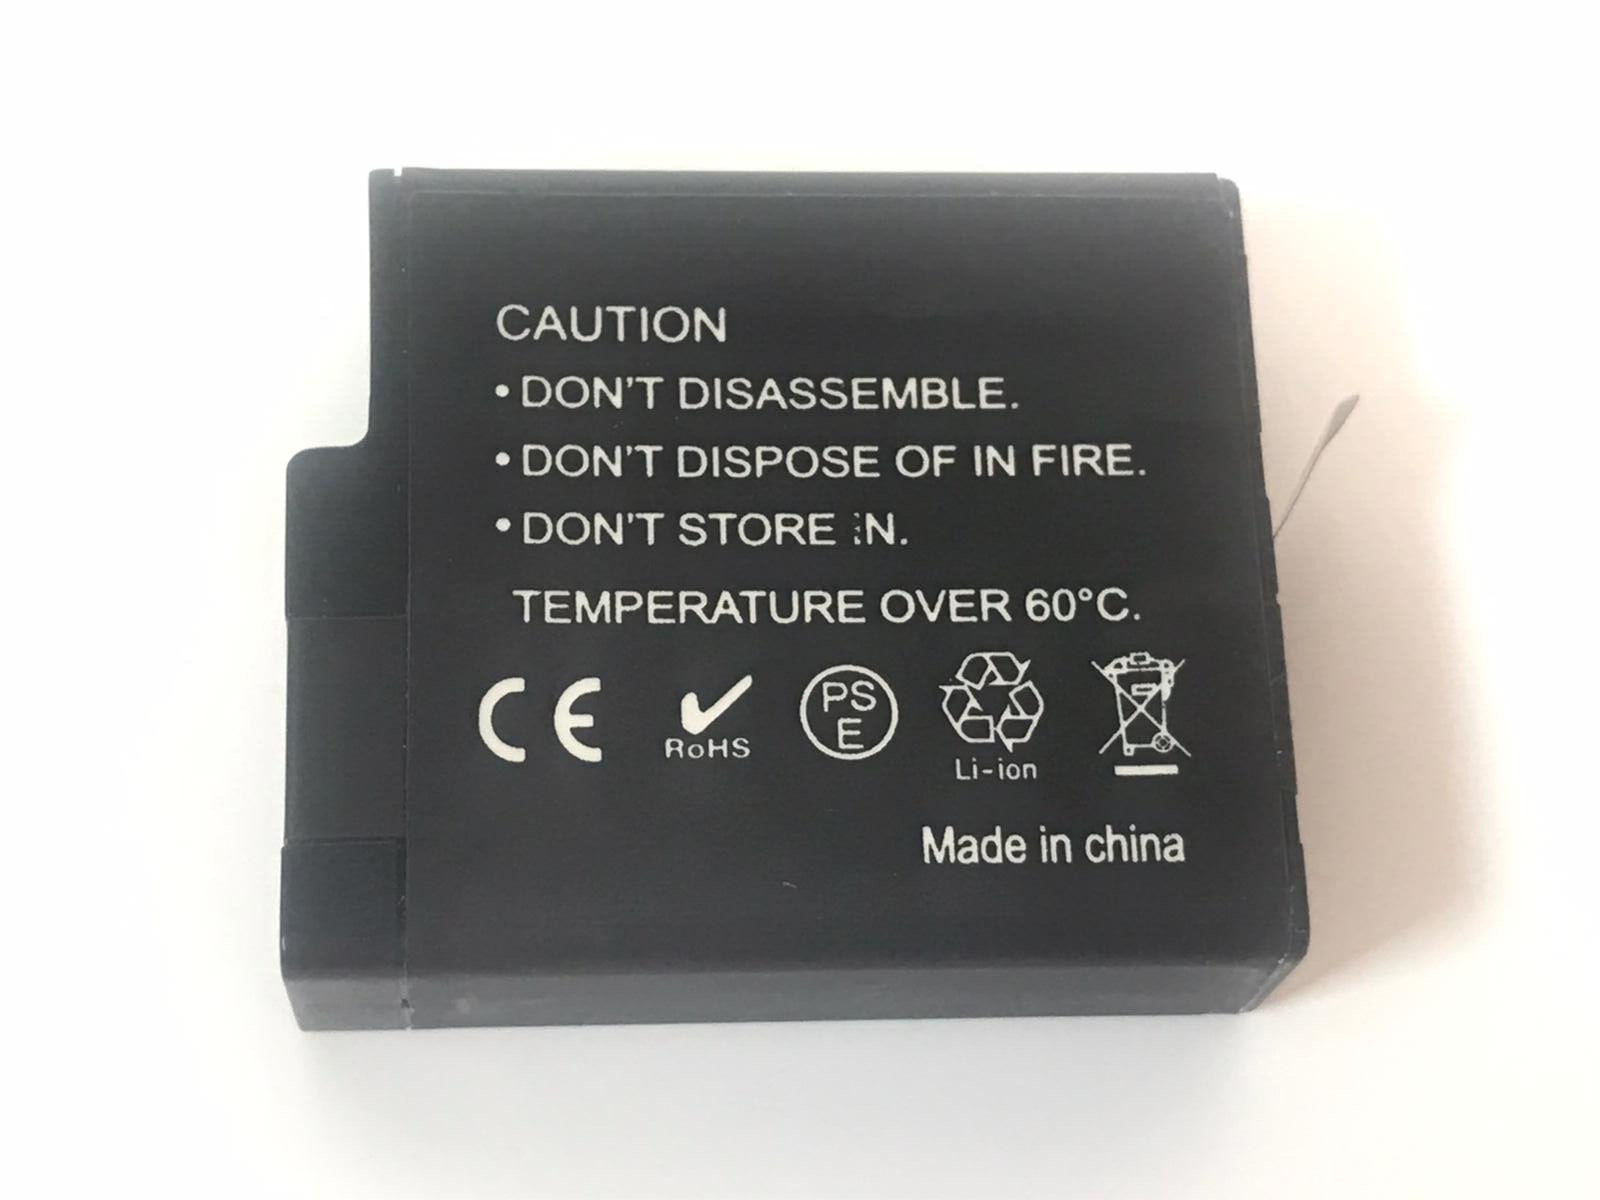 CAUTION
•DON'T DISASSEMBLE.
•DON'T DISPOSE OF IN FIRE.
•DON'T STORE IN.
TEMPERATURE OVER 60°C.
CE
RoHS
PS
E
Li-ion
Made in china